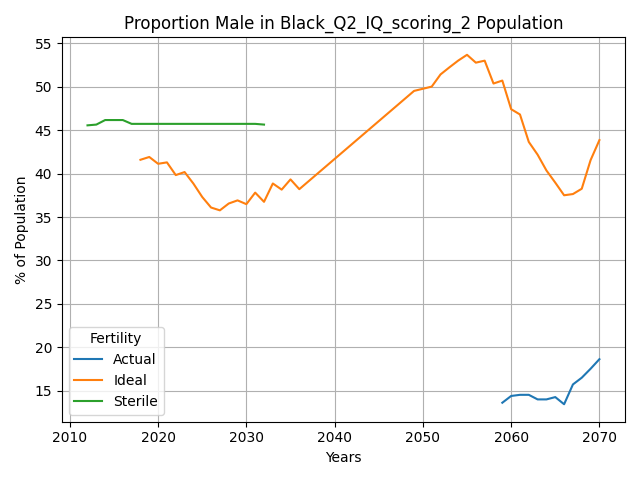 Proportion Male in Black_Q2_IQ_scoring_2 Population
% of Population
55
50
45
40
35
30
25
20
15
Fertility
Actual
Ideal
Sterile
2010 2020 2030 2040 2050 2060 2070
Years